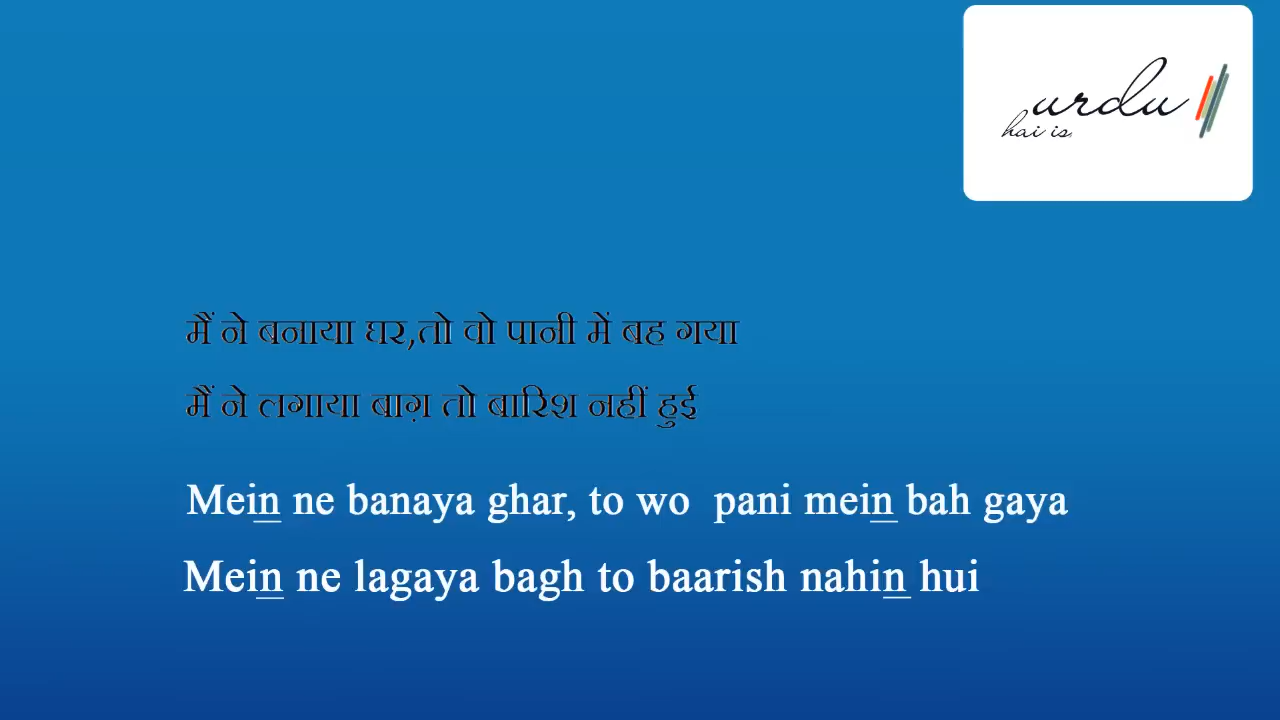 urdu
hai is
मैं ने बनाया घर,तो वो पानी में बह गया
मैं ने लगाया बाग़ तो बारिश नहीं हुई
Mein ne banaya ghar, to wo pani mein bah gaya
Mein ne lagaya bagh to baarish nahin hui